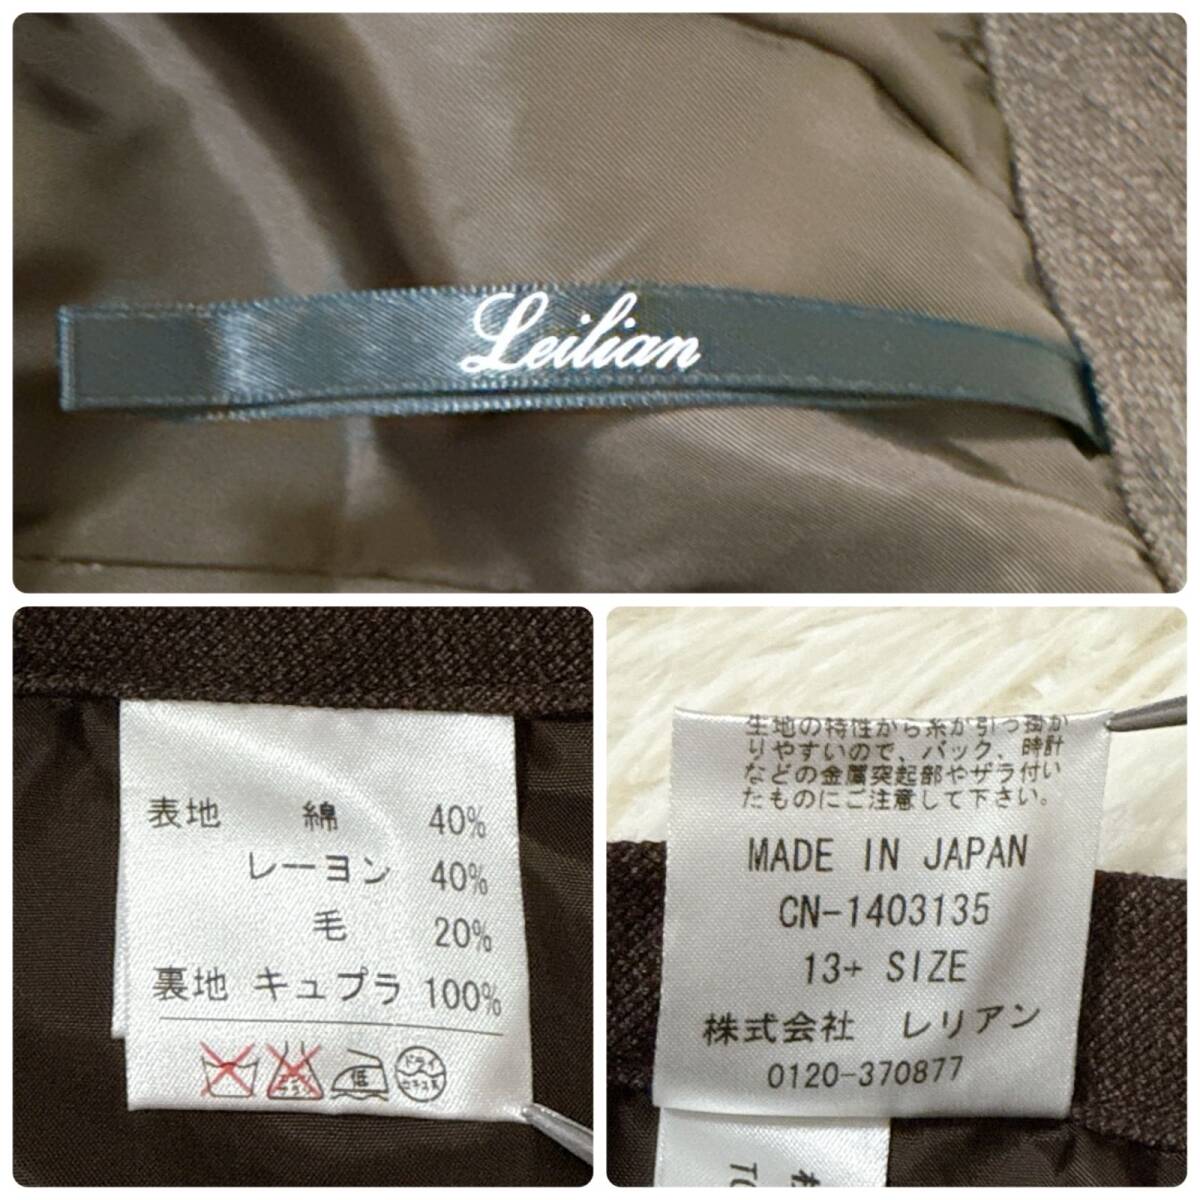 Leilian
表地 綿 40%
レーヨン 40%
毛 20%
裏地 キュプラ 100%
低
ドライ
生地の特性から糸が引っ掛か
りやすいので、バック、時計
などの金属突起部やザラ付い
たものにご注意して下さい。
MADE IN JAPAN
CN-1403135
13+ SIZE
株式会社 レリアン
0120-370877